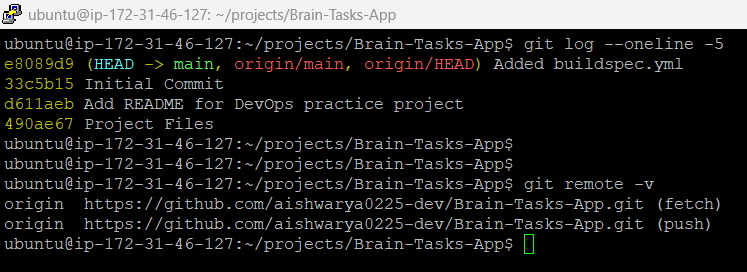 ubuntu@ip-172-31-46-127: ~/projects/Brain-Tasks-App
ubuntu@ip-172-31-46-127:~/projects/Brain-Tasks-App$ git log --oneline -5
e8089d9 (HEAD -> main, origin/main, origin/HEAD) Added buildspec.yml
33c5b15 Initial Commit
d611aeb Add README for DevOps practice project
490ae67 Project Files
ubuntu@ip-172-31-46-127:~/projects/Brain-Tasks-App$
ubuntu@ip-172-31-46-127:~/projects/Brain-Tasks-App$
ubuntu@ip-172-31-46-127:~/projects/Brain-Tasks-App$ git remote -v
origin  https://github.com/aishwarya0225-dev/Brain-Tasks-App.git (fetch)
origin  https://github.com/aishwarya0225-dev/Brain-Tasks-App.git (push)
ubuntu@ip-172-31-46-127:~/projects/Brain-Tasks-App$